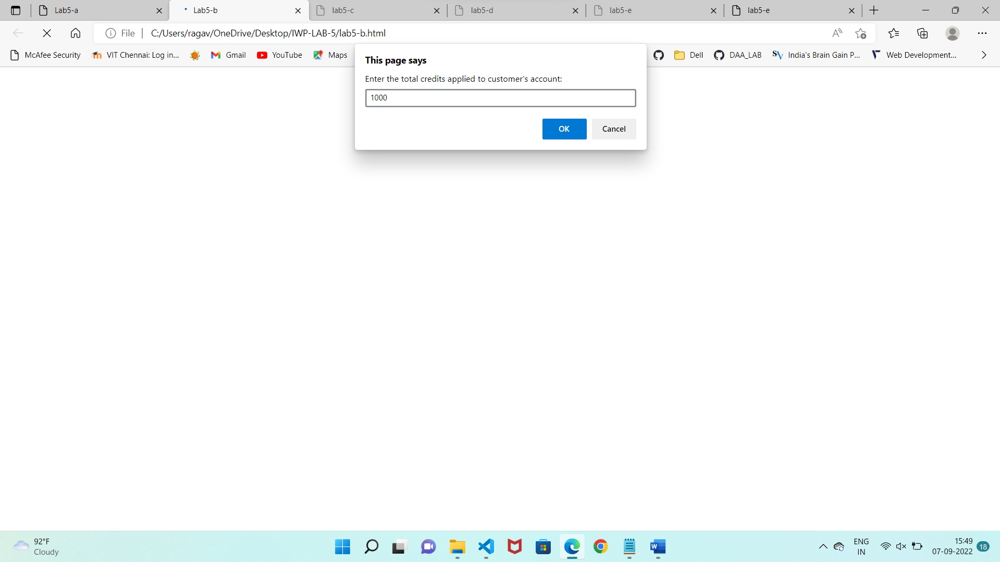 Lab5-a
Lab5-b
lab5-c
lab5-d
lab5-e
lab5-e
File
C:/Users/ragav/OneDrive/Desktop/IWP-LAB-5/lab5-b.html
McAfee Security
VIT Chennai: Log in...
Gmail
YouTube
Maps
Dell
DAA_LAB
India's Brain Gain P...
Web Development...
This page says
Enter the total credits applied to customer's account:
1000
OK
Cancel
92°F
Cloudy
ENG
IN
15:49
07-09-2022
18